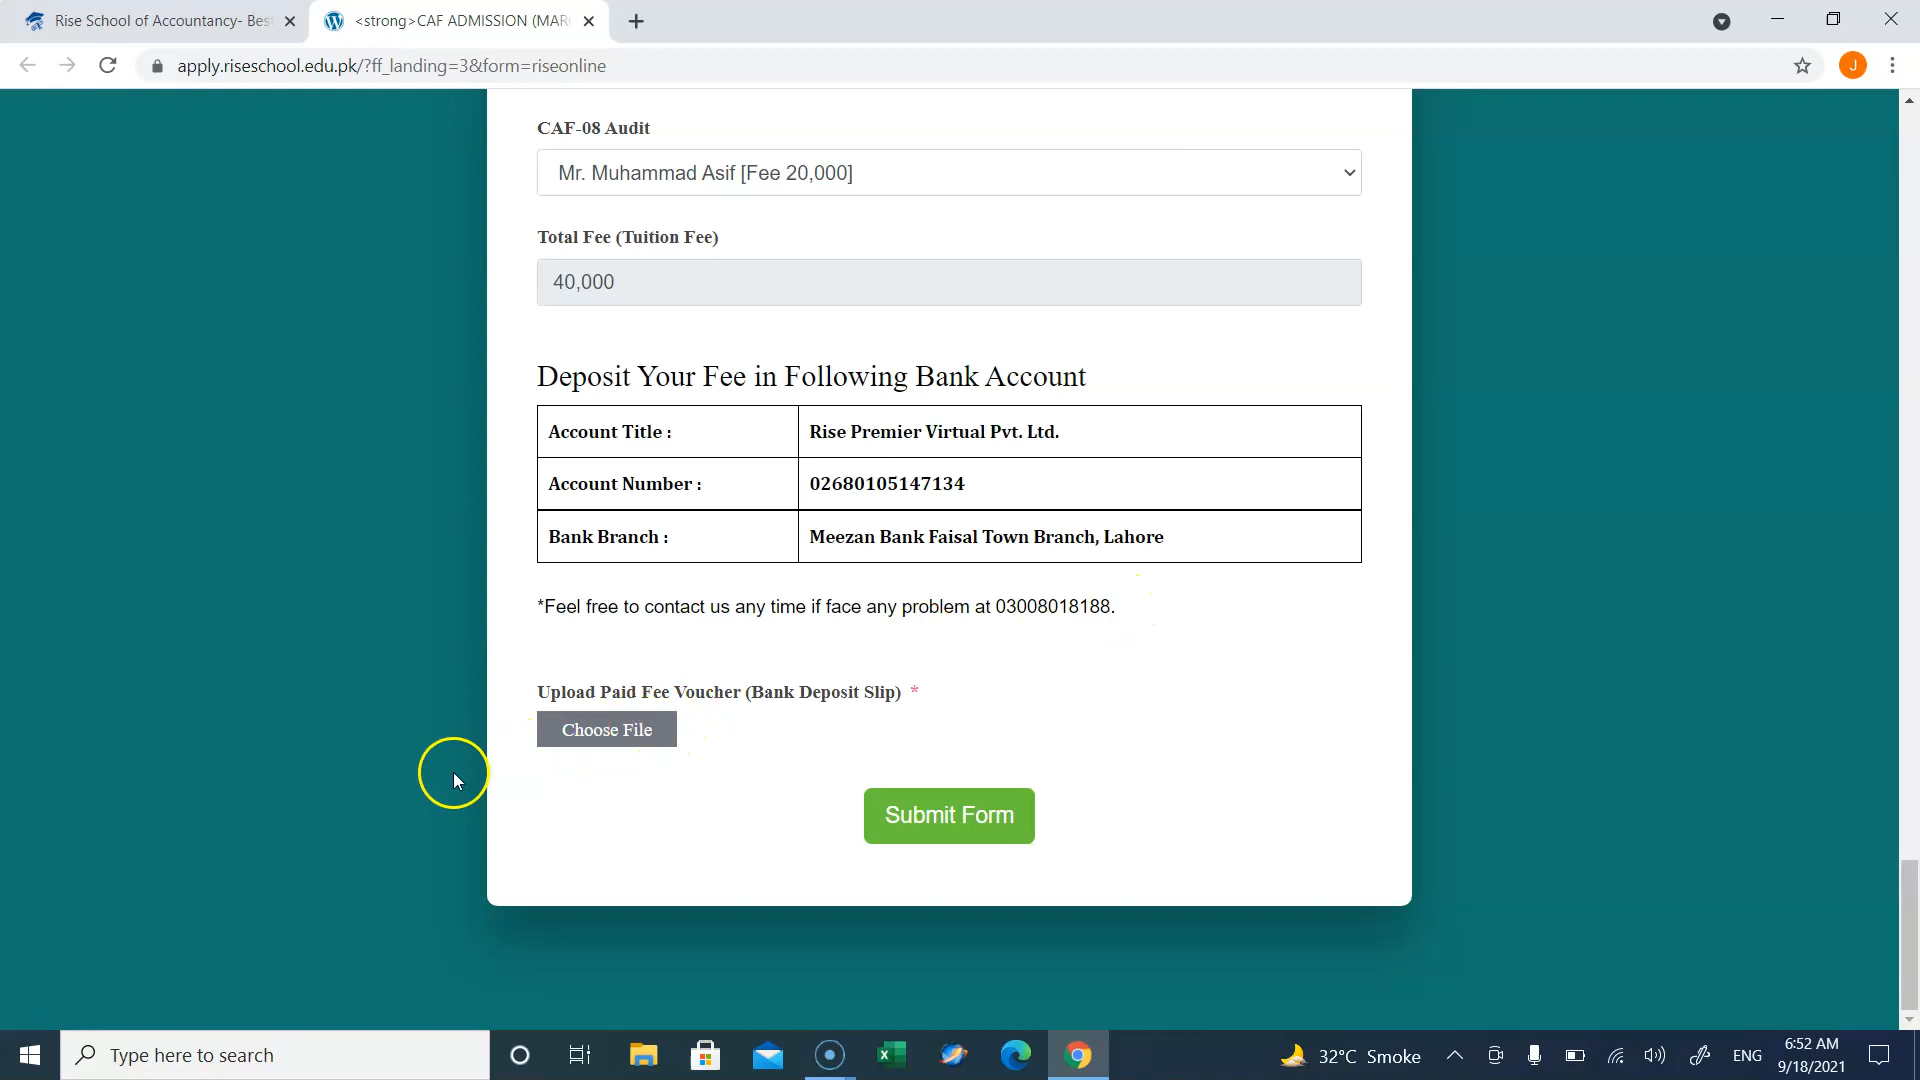 Rise School of Accountancy- Bes
<strong>CAF ADMISSION (MAR
apply.riseschool.edu.pk/?ff_landing=3&form=riseonline
J
CAF-08 Audit
Mr. Muhammad Asif [Fee 20,000]
Total Fee (Tuition Fee)
40,000
Deposit Your Fee in Following Bank Account
Account Title : Rise Premier Virtual Pvt. Ltd.
Account Number : 02680105147134
Bank Branch : Meezan Bank Faisal Town Branch, Lahore
*Feel free to contact us any time if face any problem at 03008018188.
Upload Paid Fee Voucher (Bank Deposit Slip) *
Choose File
Submit Form
Type here to search
32°C Smoke
ENG
6:52 AM
9/18/2021